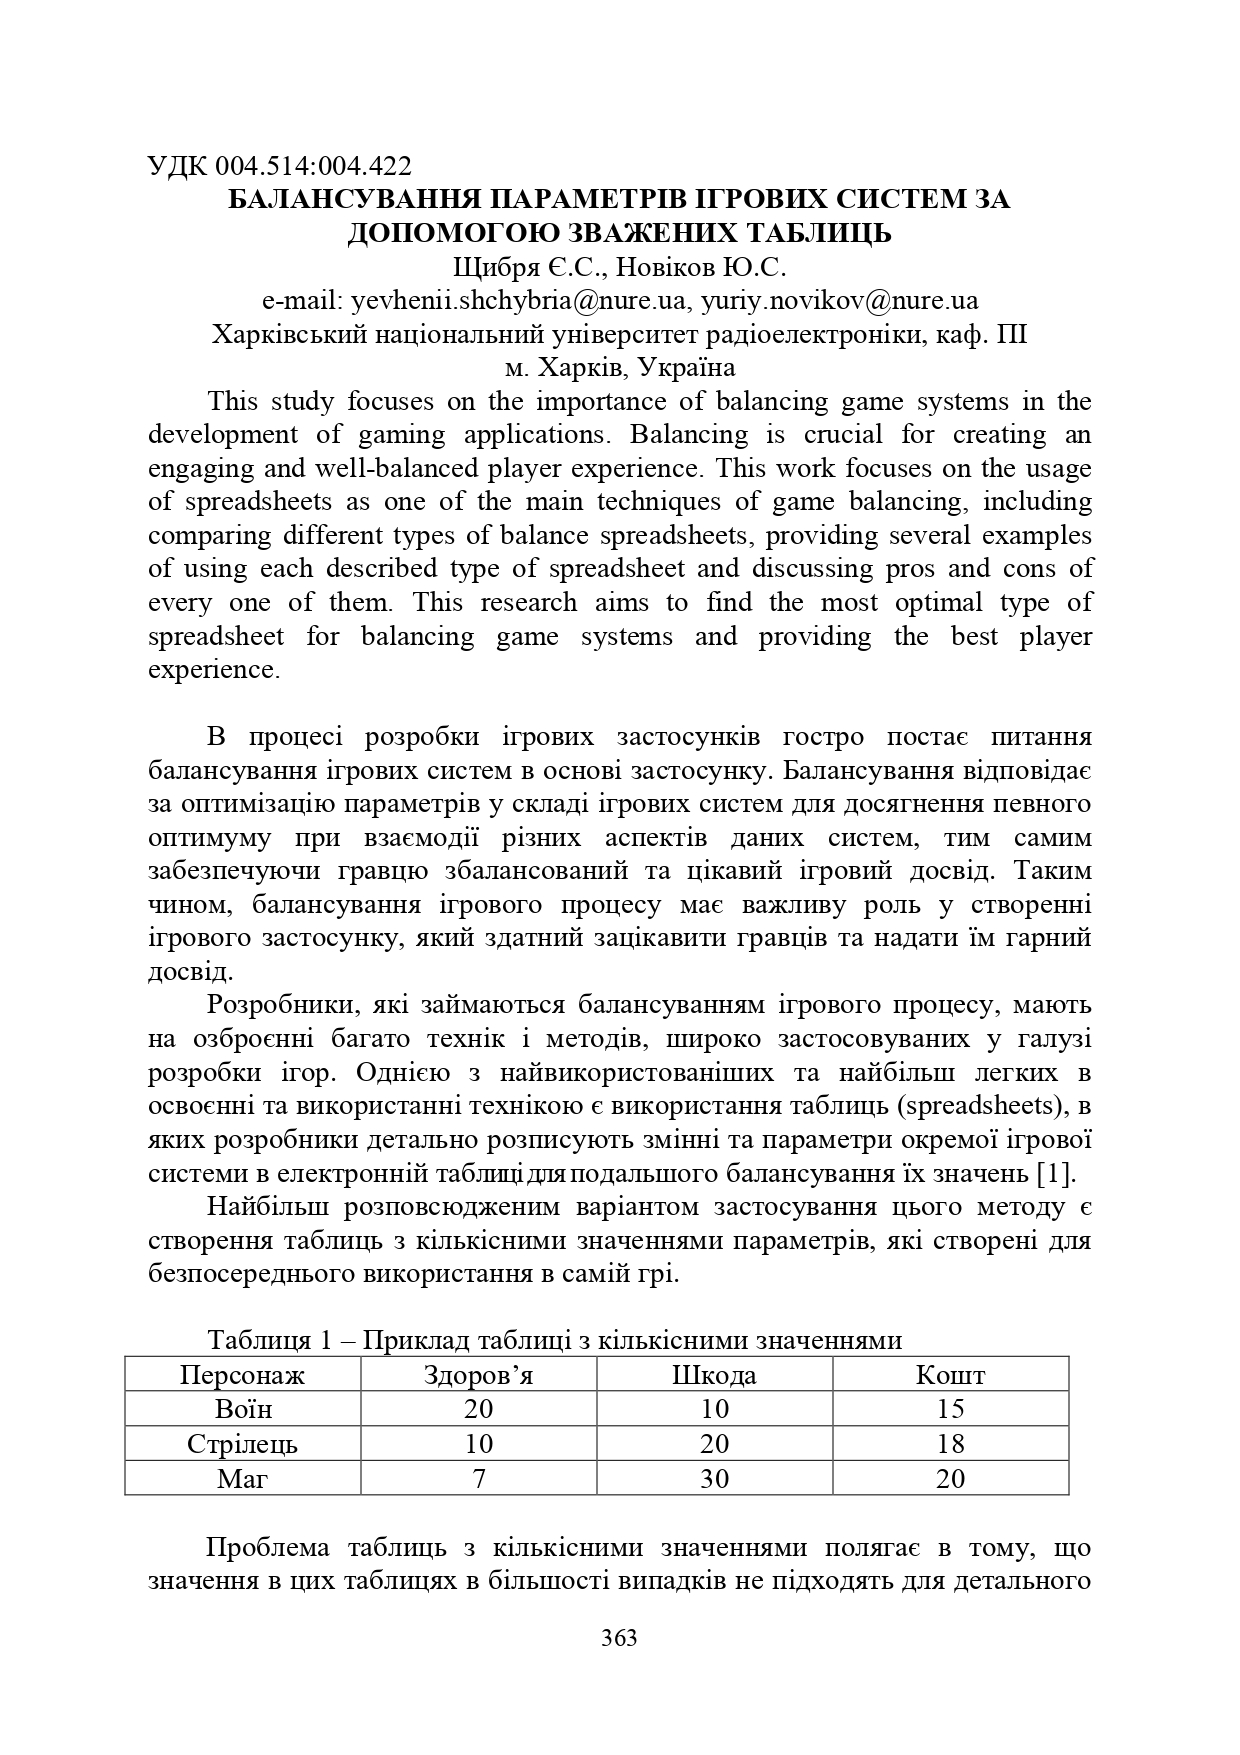 УДК 004.514:004.422
БАЛАНСУВАННЯ ПАРАМЕТРІВ ІГРОВИХ СИСТЕМ ЗА
ДОПОМОГОЮ ЗВАЖЕНИХ ТАБЛИЦЬ
Щибря Є.С., Новіков Ю.С.
e-mail: yevhenii.shchybria@nure.ua, yuriy.novikov@nure.ua
Харківський національний університет радіоелектроніки, каф. ПІ
м. Харків, Україна
This study focuses on the importance of balancing game systems in the
development of gaming applications. Balancing is crucial for creating an
engaging and well-balanced player experience. This work focuses on the usage
of spreadsheets as one of the main techniques of game balancing, including
comparing different types of balance spreadsheets, providing several examples
of using each described type of spreadsheet and discussing pros and cons of
every one of them. This research aims to find the most optimal type of
spreadsheet for balancing game systems and providing the best player
experience.
В процесі розробки ігрових застосунків гостро постає питання
балансування ігрових систем в основі застосунку. Балансування відповідає
за оптимізацію параметрів у складі ігрових систем для досягнення певного
оптимуму при взаємодії різних аспектів даних систем, тим самим
забезпечуючи гравцю збалансований та цікавий ігровий досвід. Таким
чином, балансування ігрового процесу має важливу роль у створенні
ігрового застосунку, який здатний зацікавити гравців та надати їм гарний
досвід.
Розробники, які займаються балансуванням ігрового процесу, мають
на озброєнні багато технік і методів, широко застосовуваних у галузі
розробки ігор. Однією з найвикористованіших та найбільш легких в
освоєнні та використанні технікою є використання таблиць (spreadsheets), в
яких розробники детально розписують змінні та параметри окремої ігрової
системи в електронній таблиці для подальшого балансування їх значень [1].
Найбільш розповсюдженим варіантом застосування цього методу є
створення таблиць з кількісними значеннями параметрів, які створені для
безпосереднього використання в самій грі.
Таблиця 1 – Приклад таблиці з кількісними значеннями
Персонаж Здоров’я Шкода Кошт
Воїн 20 10 15
Стрілець 10 20 18
Маг 7 30 20
Проблема таблиць з кількісними значеннями полягає в тому, що
значення в цих таблицях в більшості випадків не підходять для детального
363